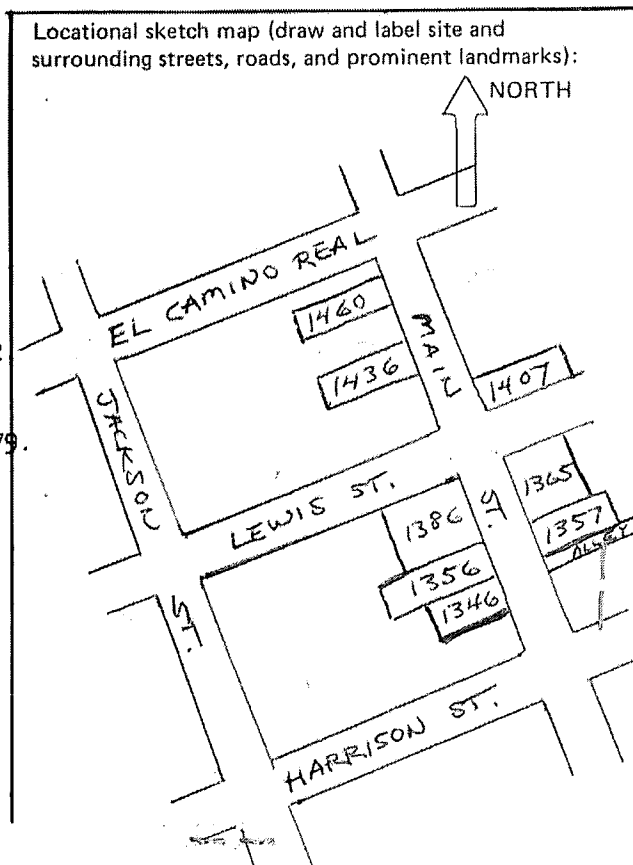 Locational sketch map (draw and label site and
surrounding streets, roads, and prominent landmarks):
NORTH
EL CAMINO REAL
1460
MAIN
1436
1407
JACKSON
79.
LEWIS ST.
ST.
1365
1386
1357
ALLEY
1356
1346
ST.
HARRISON ST.